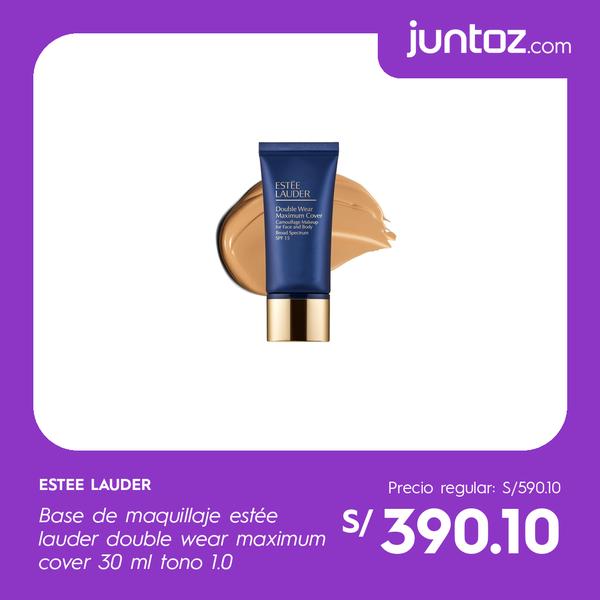 juntoz.com
ESTĒE
LAUDER
Double Wear
Maximum Cover
Camouflage Makeup
for Face and Body
Broad Spectrum
SPF 15
ESTEE LAUDER
Base de maquillaje estée
lauder double wear maximum
cover 30 ml tono 1.0
Precio regular: S/590.10
S/390.10